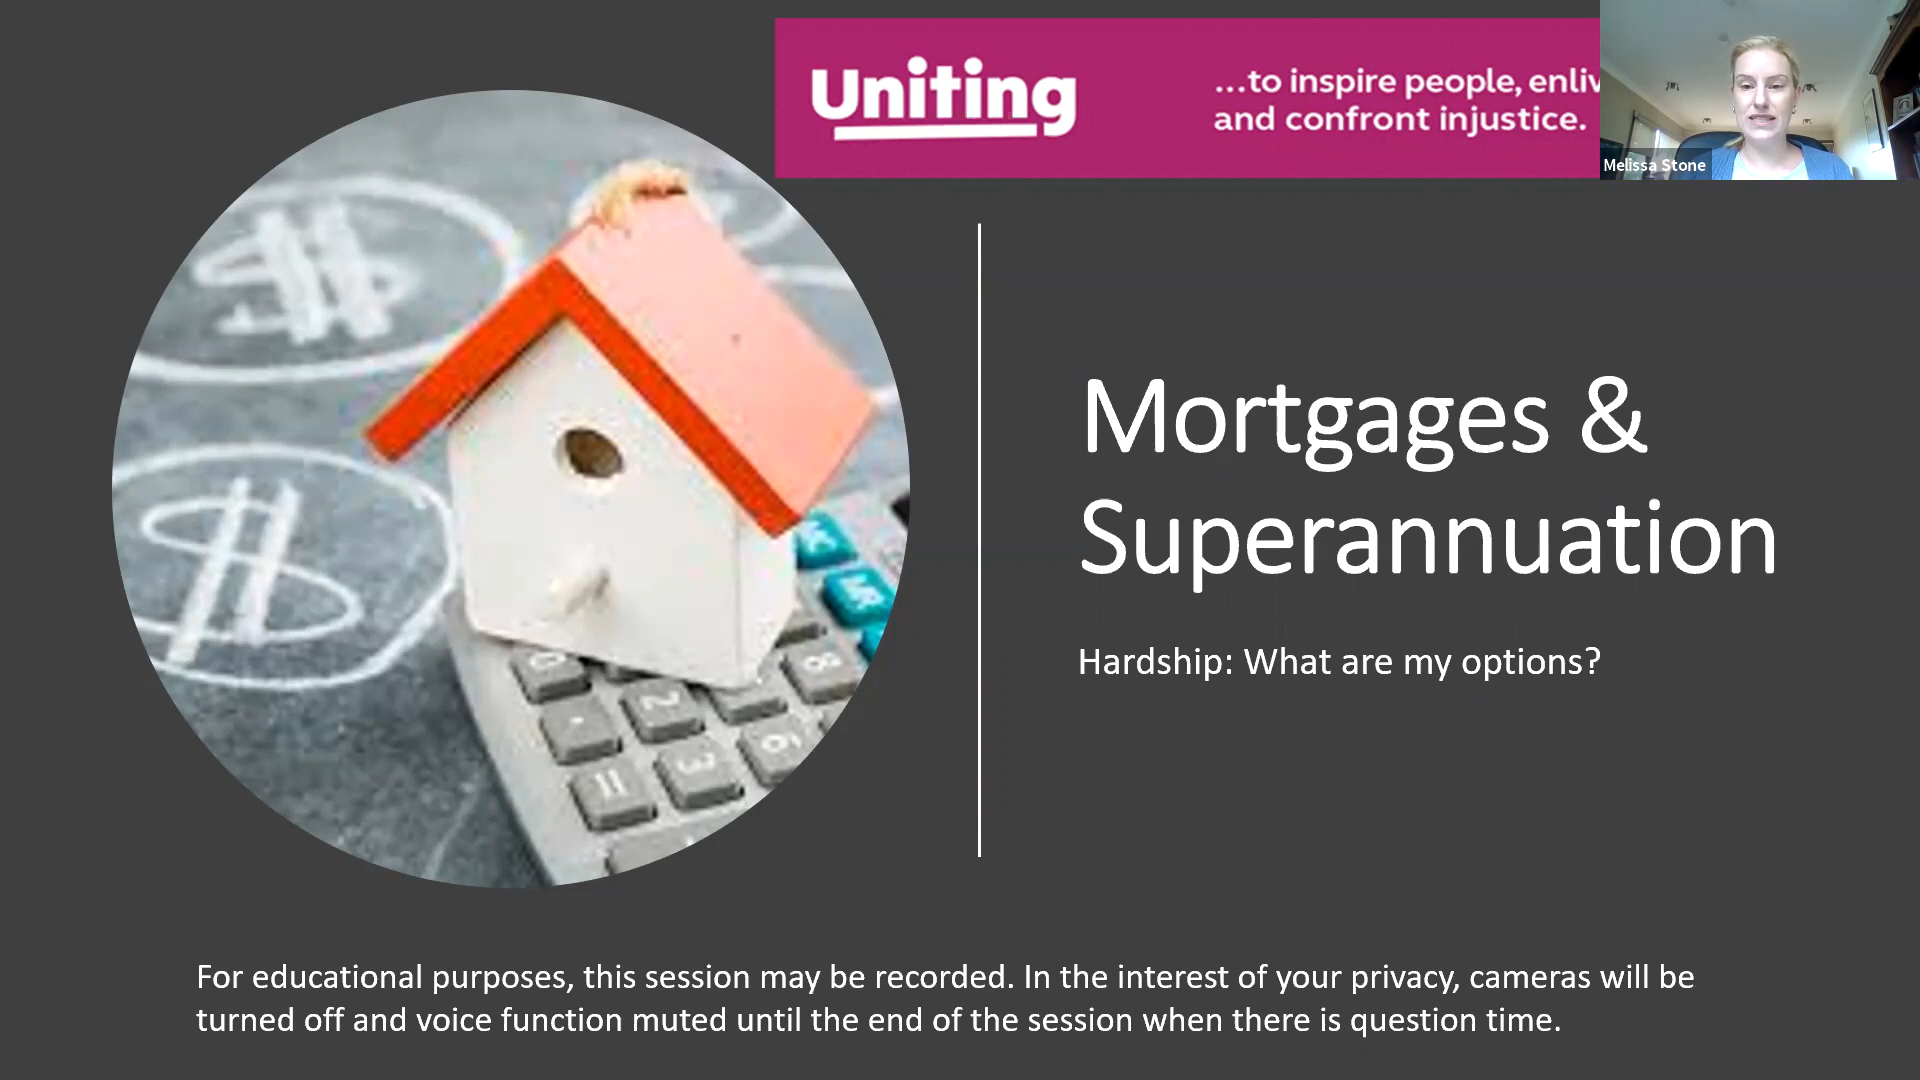 Uniting
...to inspire people,
and confront injustice.
Melissa Stone
Mortgages &
Superannuation
Hardship: What are my options?
For educational purposes, this session may be recorded. In the interest of your privacy, cameras will be
turned off and voice function muted until the end of the session when there is question time.